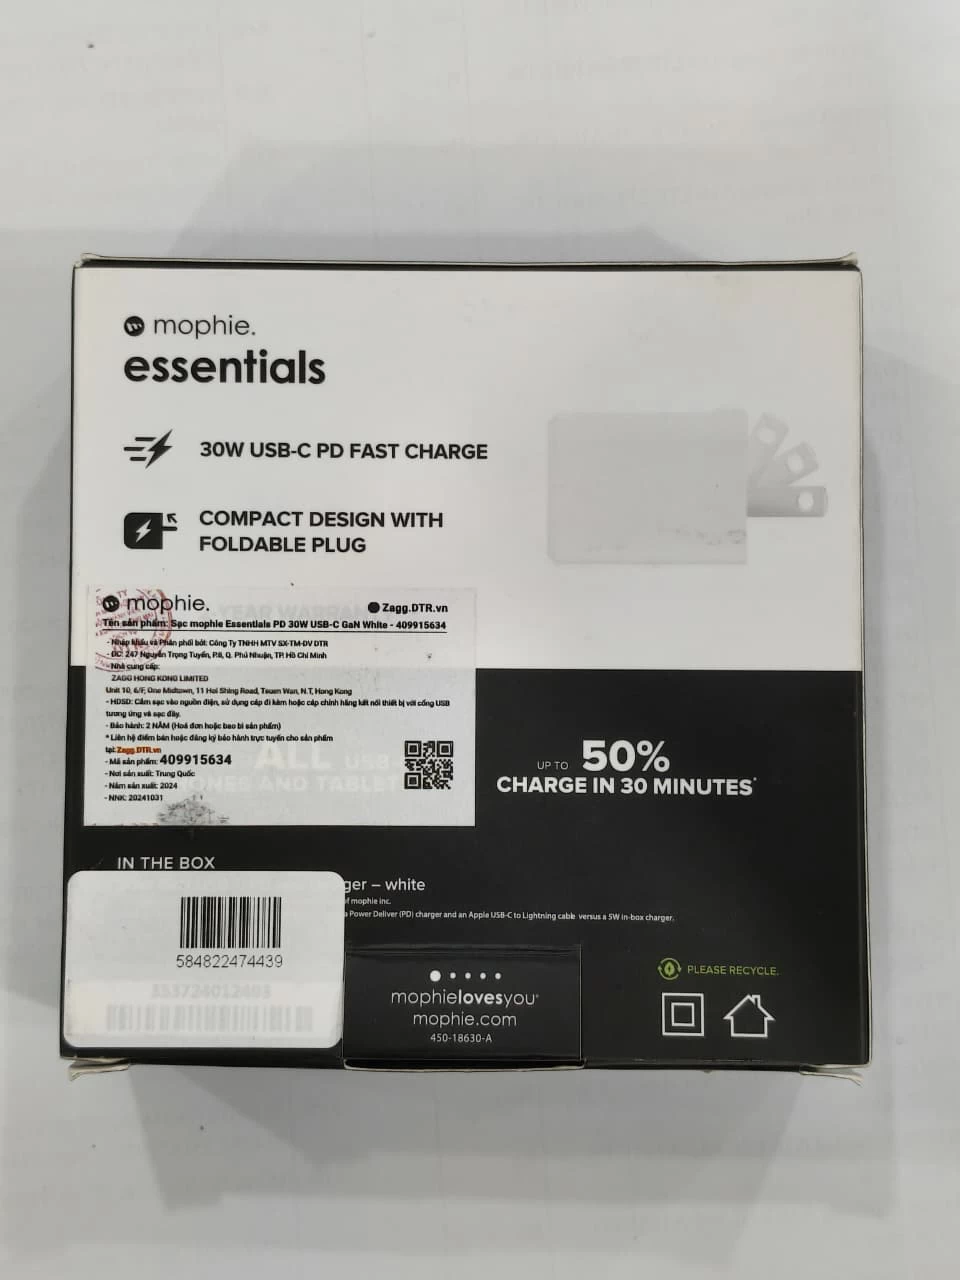 mophie.
essentials
30W USB-C PD FAST CHARGE
COMPACT DESIGN WITH
FOLDABLE PLUG
mophie.
Zagg.DTR.vn
Tên sản phẩm: Sạc mophie Essentials PD 30W USB-C GaN White - 409915634
- Nhập khẩu và Phân phối bởi: Công Ty TNHH MTV SX-TM-DV DTR
- ĐC: 247 Nguyễn Trọng Tuyển, P.8, Q. Phú Nhuận, TP. Hồ Chí Minh
- Nhà cung cấp:
ZAGG HONG KONG LIMITED
Unit 10, 6/F, One Midtown, 11 Hoi Shing Road, Tsuen Wan, N.T, Hong Kong
- HDSD: Cắm sạc vào nguồn điện, sử dụng cáp đi kèm hoặc cáp chính hãng kết nối thiết bị với cổng USB
tương ứng và sạc đầy.
- Bảo hành: 2 NĂM (Hoá đơn hoặc bao bì sản phẩm)
* Liên hệ điểm bán hoặc đăng ký bảo hành trực tuyến cho sản phẩm
tại: Zagg.DTR.vn
- Mã sản phẩm: 409915634
- Nơi sản xuất: Trung Quốc
- Năm sản xuất: 2024
- NNK: 20241031
-YEAR WARRAN
ALL USB-
ONES AND TABLET
UP TO 50%
CHARGE IN 30 MINUTES*
IN THE BOX
ger – white
of mophie inc.
a Power Deliver (PD) charger and an Apple USB-C to Lightning cable versus a 5W in-box charger.
584822474439
353724012403
mophielovesyou®
mophie.com
450-18630-A
PLEASE RECYCLE.